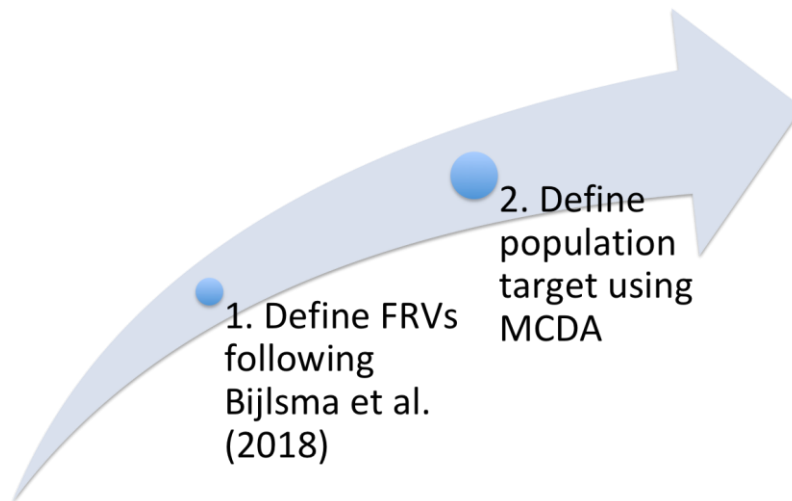 1. Define FRVs
following
Bijlsma et al.
(2018)
2. Define
population
target using
MCDA